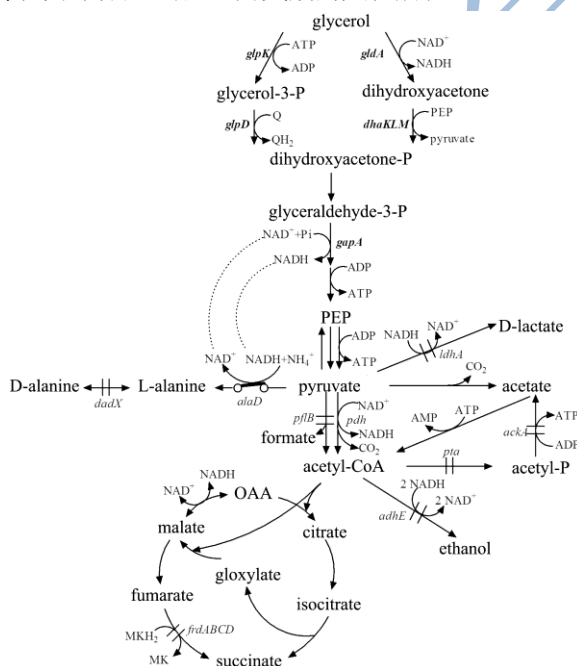 glycerol
glpK
ATP
ADP
gldA
NAD+
NADH
glycerol-3-P
dihydroxyacetone
glpD
Q
QH2
dhaKLM
PEP
pyruvate
dihydroxyacetone-P
glyceraldehyde-3-P
NAD++Pi
gapA
NADH
ADP
ATP
PEP
ADP
ATP
NADH
NAD+
ldhA
D-lactate
NAD+
NADH+NH4+
CO2
D-alanine
dadX
L-alanine
alaD
pyruvate
acetate
pflB
pdh
NAD+
NADH
CO2
formate
AMP
ATP
ackA
ATP
ADP
acetyl-CoA
pta
acetyl-P
NADH
NAD+
OAA
2 NADH
2 NAD+
adhE
malate
citrate
ethanol
gloxylate
fumarate
isocitrate
MKH2
frdABCD
MK
succinate